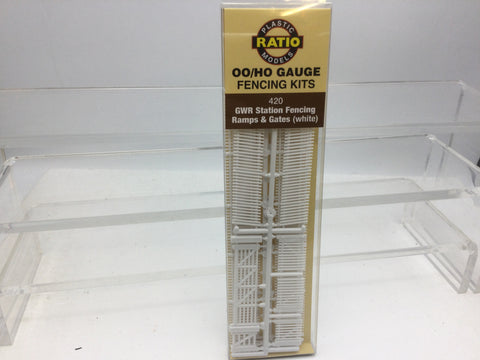 PLASTIC
RATIO
MODELS
OO/HO GAUGE
FENCING KITS
420
GWR Station Fencing
Ramps & Gates (white)